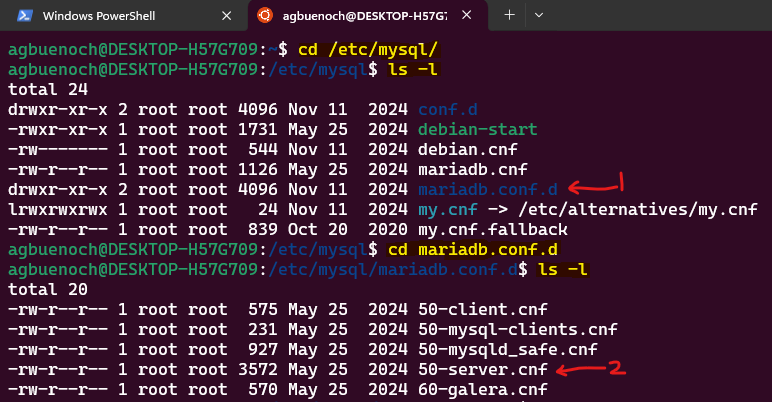 Windows PowerShell
agbuenoch@DESKTOP-H57G7
agbuenoch@DESKTOP-H57G709:~$ cd /etc/mysql/
agbuenoch@DESKTOP-H57G709:/etc/mysql$ ls -l
total 24
drwxr-xr-x 2 root root 4096 Nov 11  2024 conf.d
-rwxr-xr-x 1 root root 1731 May 25  2024 debian-start
-rw------- 1 root root  544 Nov 11  2024 debian.cnf
-rw-r--r-- 1 root root 1126 May 25  2024 mariadb.cnf
drwxr-xr-x 2 root root 4096 Nov 11  2024 mariadb.conf.d 1
lrwxrwxrwx 1 root root   24 Nov 11  2024 my.cnf -> /etc/alternatives/my.cnf
-rw-r--r-- 1 root root  839 Oct 20  2020 my.cnf.fallback
agbuenoch@DESKTOP-H57G709:/etc/mysql$ cd mariadb.conf.d
agbuenoch@DESKTOP-H57G709:/etc/mysql/mariadb.conf.d$ ls -l
total 20
-rw-r--r-- 1 root root  575 May 25  2024 50-client.cnf
-rw-r--r-- 1 root root  231 May 25  2024 50-mysql-clients.cnf
-rw-r--r-- 1 root root  927 May 25  2024 50-mysqld_safe.cnf
-rw-r--r-- 1 root root 3572 May 25  2024 50-server.cnf 2
-rw-r--r-- 1 root root  570 May 25  2024 60-galera.cnf